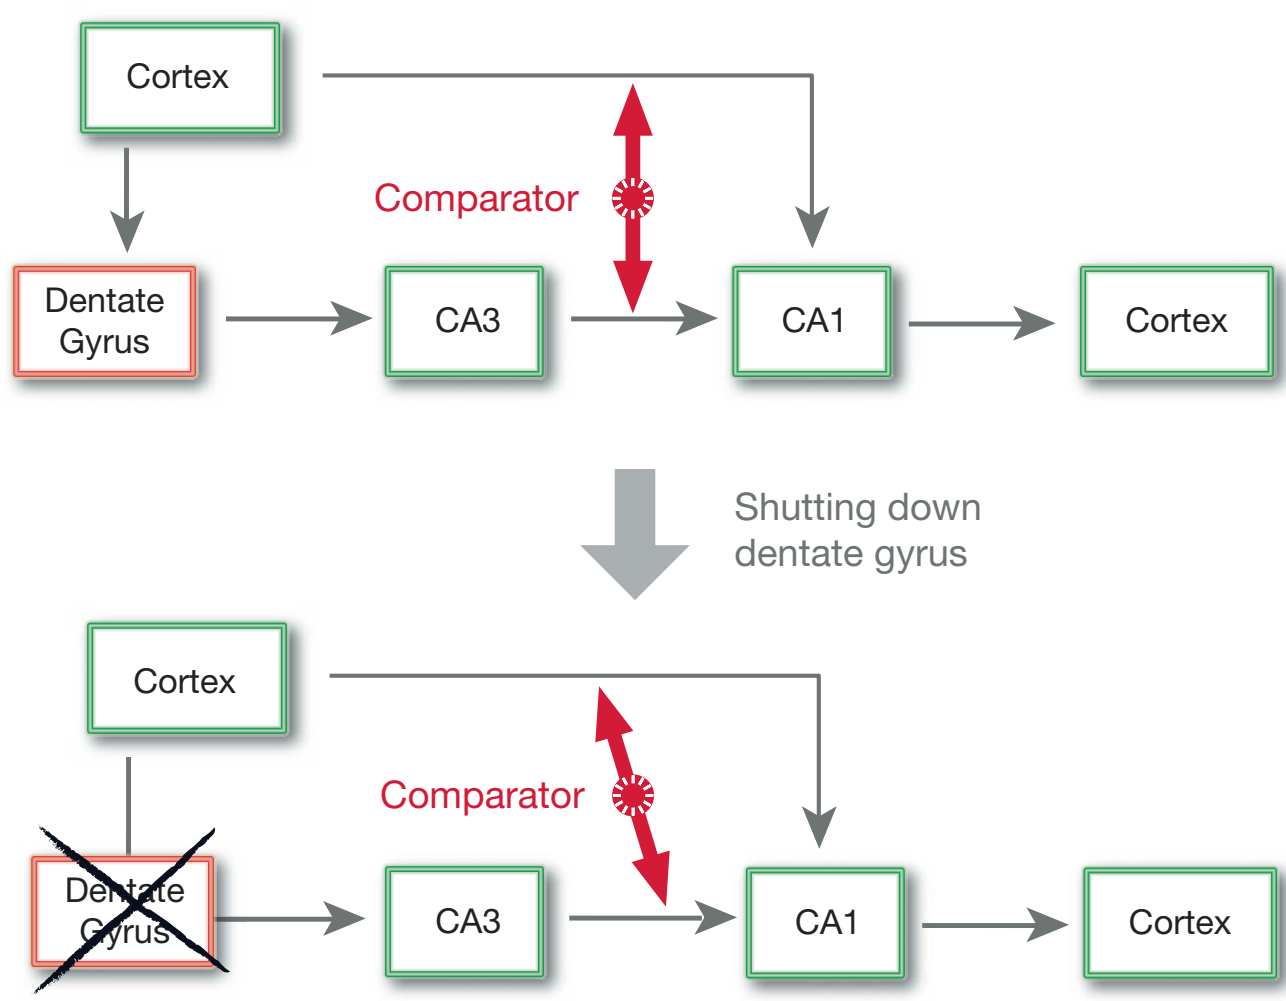 Cortex
Comparator
Dentate
Gyrus
CA3
CA1
Cortex
Shutting down
dentate gyrus
Cortex
Comparator
Dentate
Gyrus
CA3
CA1
Cortex